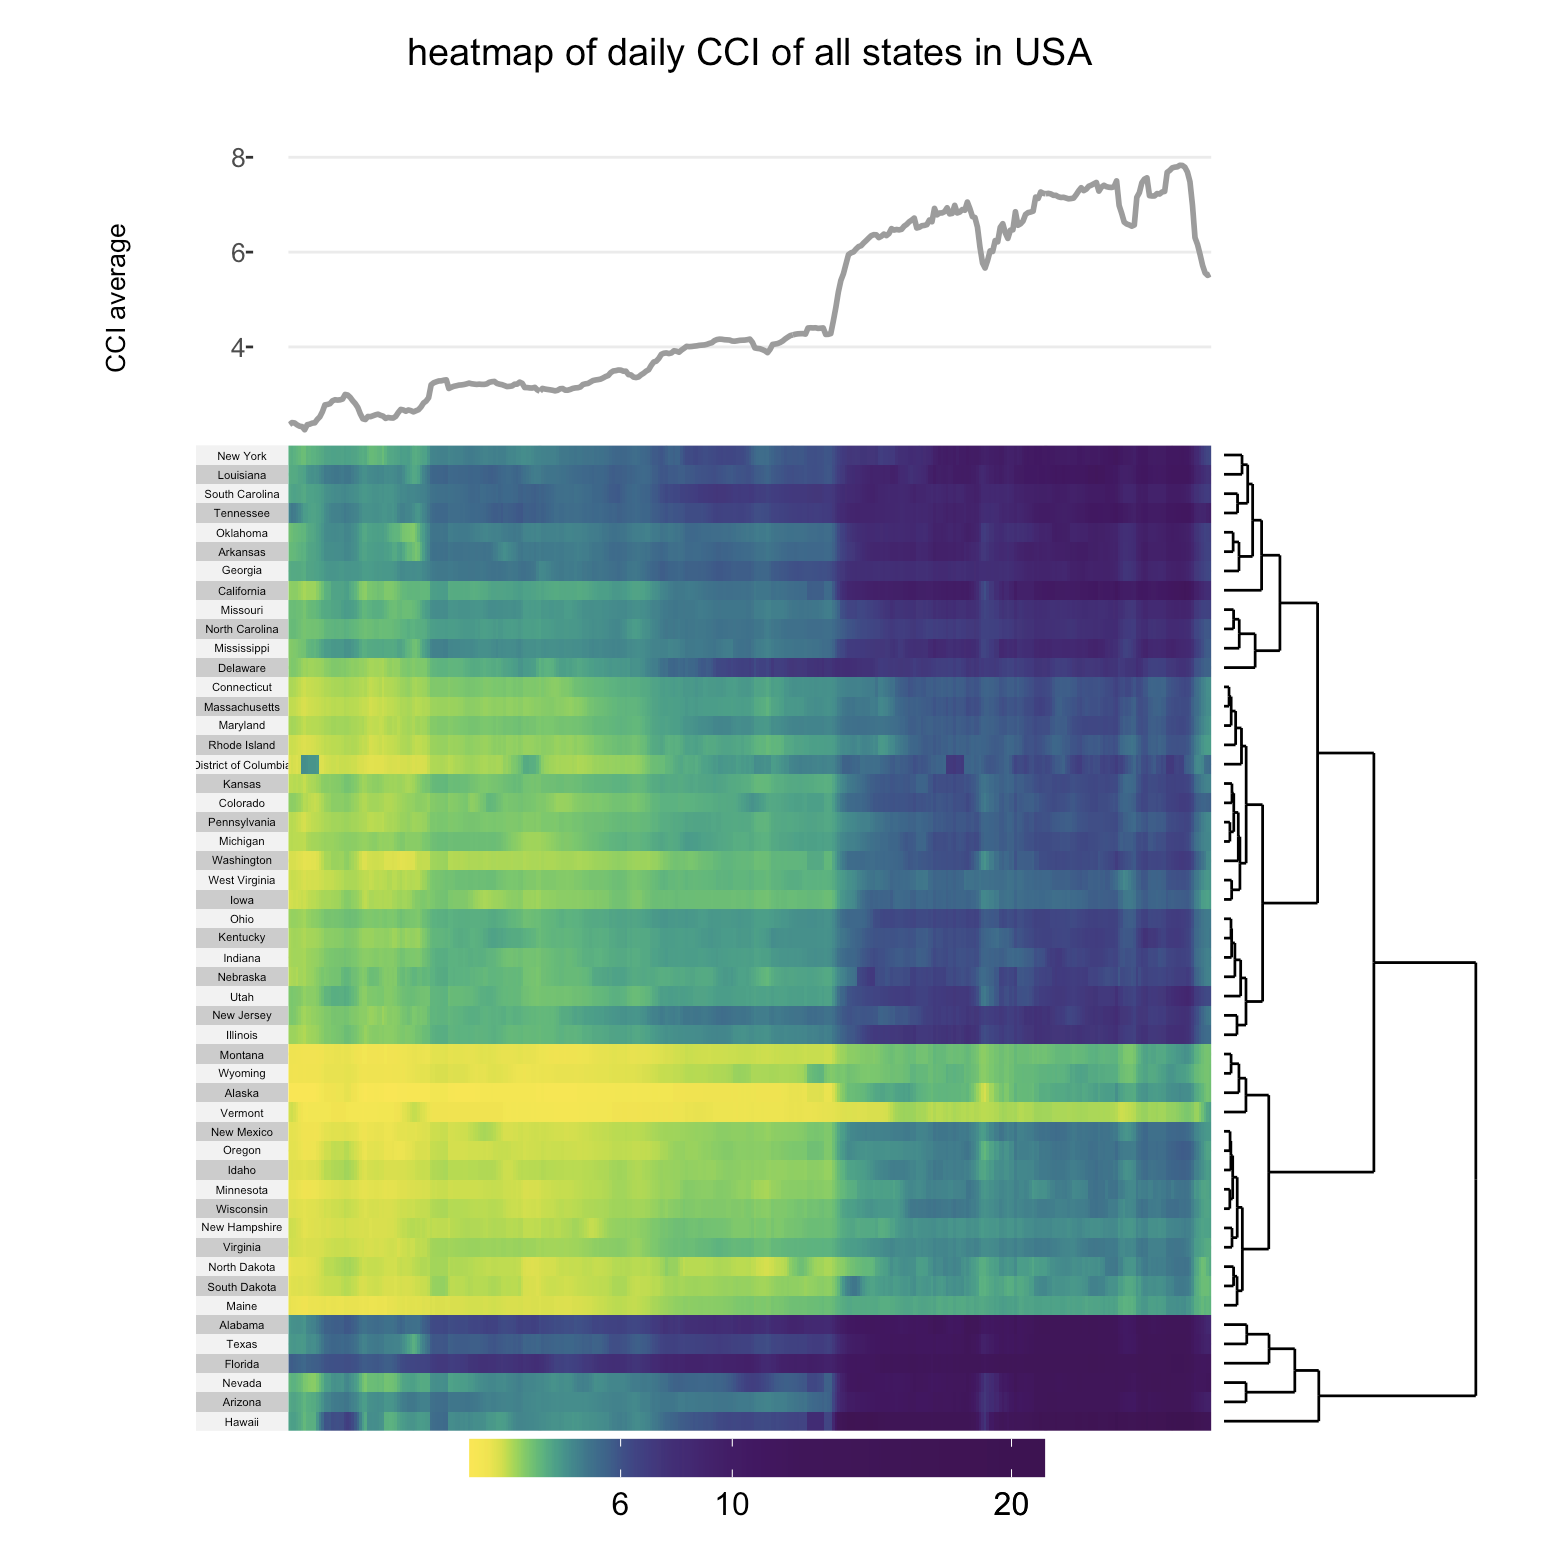 heatmap of daily CCI of all states in USA
CCI average
8-
6-
4-
New York
Louisiana
South Carolina
Tennessee
Oklahoma
Arkansas
Georgia
California
Missouri
North Carolina
Mississippi
Delaware
Connecticut
Massachusetts
Maryland
Rhode Island
District of Columbia
Kansas
Colorado
Pennsylvania
Michigan
Washington
West Virginia
Iowa
Ohio
Kentucky
Indiana
Nebraska
Utah
New Jersey
Illinois
Montana
Wyoming
Alaska
Vermont
New Mexico
Oregon
Idaho
Minnesota
Wisconsin
New Hampshire
Virginia
North Dakota
South Dakota
Maine
Alabama
Texas
Florida
Nevada
Arizona
Hawaii
6 10 20